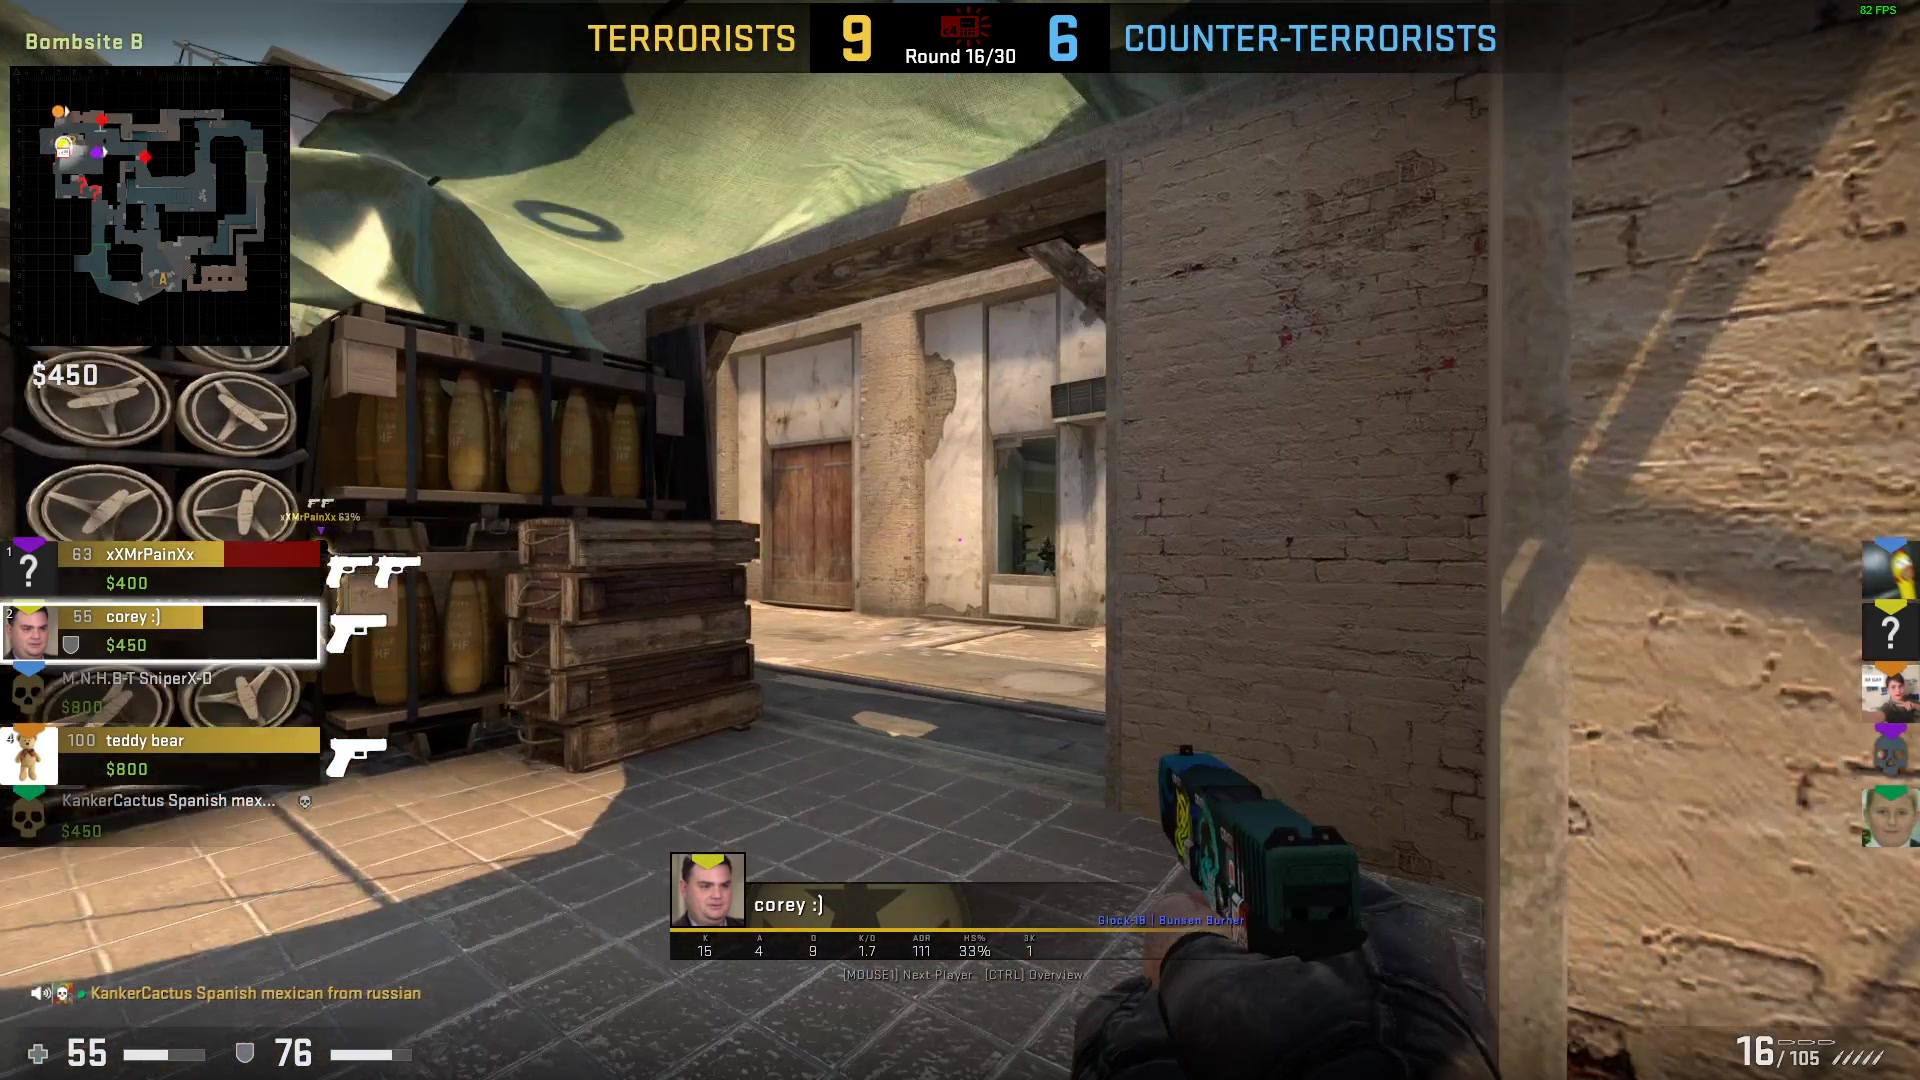 82 FPS
TERRORISTS 9 Round 16/30 6 COUNTER-TERRORISTS
Bombsite B
A
$450
xXMrPainXx 63%
1 ? 63 xXMrPainXx
$400
2 55 corey :)
$450
M.N.H.B-T SniperX-D
$800
4 100 teddy bear
$800
KankerCactus Spanish mex...
$450
?
corey :)
Glock-18 | Bunsen Burner
K A D K/D ADR HS% 3K
15 4 9 1.7 111 33% 1
[MOUSE1] Next Player [CTRL] Overview
KankerCactus Spanish mexican from russian
55 76
16 / 105